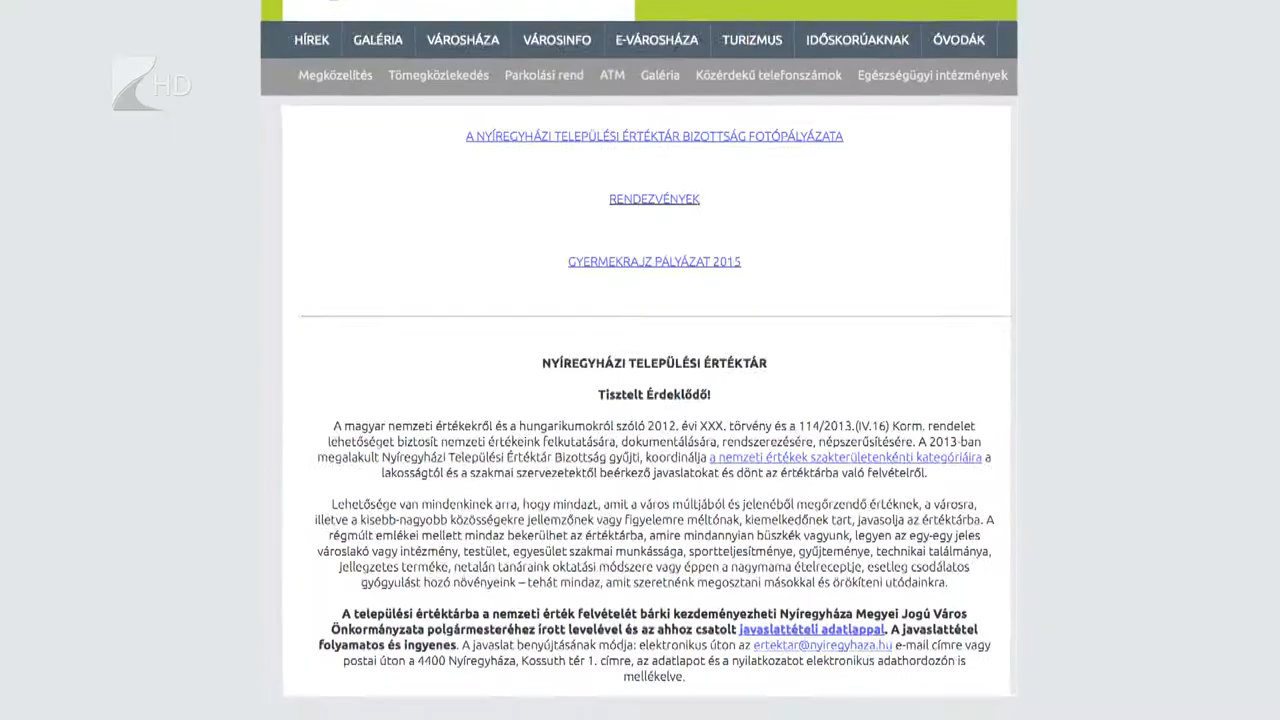 HÍREK GALÉRIA VÁROSHÁZA VÁROSINFO E-VÁROSHÁZA TURIZMUS IDŐSKORÚAKNAK ÓVODÁK
Megközelítés Tömegközlekedés Parkolási rend ATM Galéria Közérdekű telefonszámok Egészségügyi intézmények
HD
A NYÍREGYHÁZI TELEPÜLÉSI ÉRTÉKTÁR BIZOTTSÁG FOTÓPÁLYÁZATA
RENDEZVÉNYEK
GYERMEKRAJZ PÁLYÁZAT 2015
NYÍREGYHÁZI TELEPÜLÉSI ÉRTÉKTÁR
Tisztelt Érdeklődő!
A magyar nemzeti értékekről és a hungarikumokról szóló 2012. évi XXX. törvény és a 114/2013.(IV.16) Korm. rendelet
lehetőséget biztosít nemzeti értékeink felkutatására, dokumentálására, rendszerezésére, népszerűsítésére. A 2013-ban
megalakult Nyíregyházi Települési Értéktár Bizottság gyűjti, koordinálja a nemzeti értékek szakterületenkénti kategóriáira a
lakosságtól és a szakmai szervezetektől beérkező javaslatokat és dönt az értéktárba való felvételről.
Lehetősége van mindenkinek arra, hogy mindazt, amit a város múltjából és jelenéből megőrzendő értéknek, a városra,
illetve a kisebb-nagyobb közösségekre jellemzőnek vagy figyelemre méltónak, kiemelkedőnek tart, javasolja az értéktárba. A
régmúlt emlékei mellett mindaz bekerülhet az értéktárba, amire mindannyian büszkék vagyunk, legyen az egy-egy jeles
városlakó vagy intézmény, testület, egyesület szakmai munkássága, sportteljesítménye, gyűjteménye, technikai találmánya,
jellegzetes terméke, netalán tanáraink oktatási módszere vagy éppen a nagymama ételreceptje, esetleg csodálatos
gyógyulást hozó növényeink – tehát mindaz, amit szeretnénk megosztani másokkal és örökíteni utódainkra.
A települési értéktárba a nemzeti érték felvételét bárki kezdeményezheti Nyíregyháza Megyei Jogú Város
Önkormányzata polgármesteréhez írott levelével és az ahhoz csatolt javaslattételi adatlappal. A javaslattétel
folyamatos és ingyenes. A javaslat benyújtásának módja: elektronikus úton az ertektar@nyiregyhaza.hu e-mail címre vagy
postai úton a 4400 Nyíregyháza, Kossuth tér 1. címre, az adatlapot és a nyilatkozatot elektronikus adathordozón is
mellékelve.